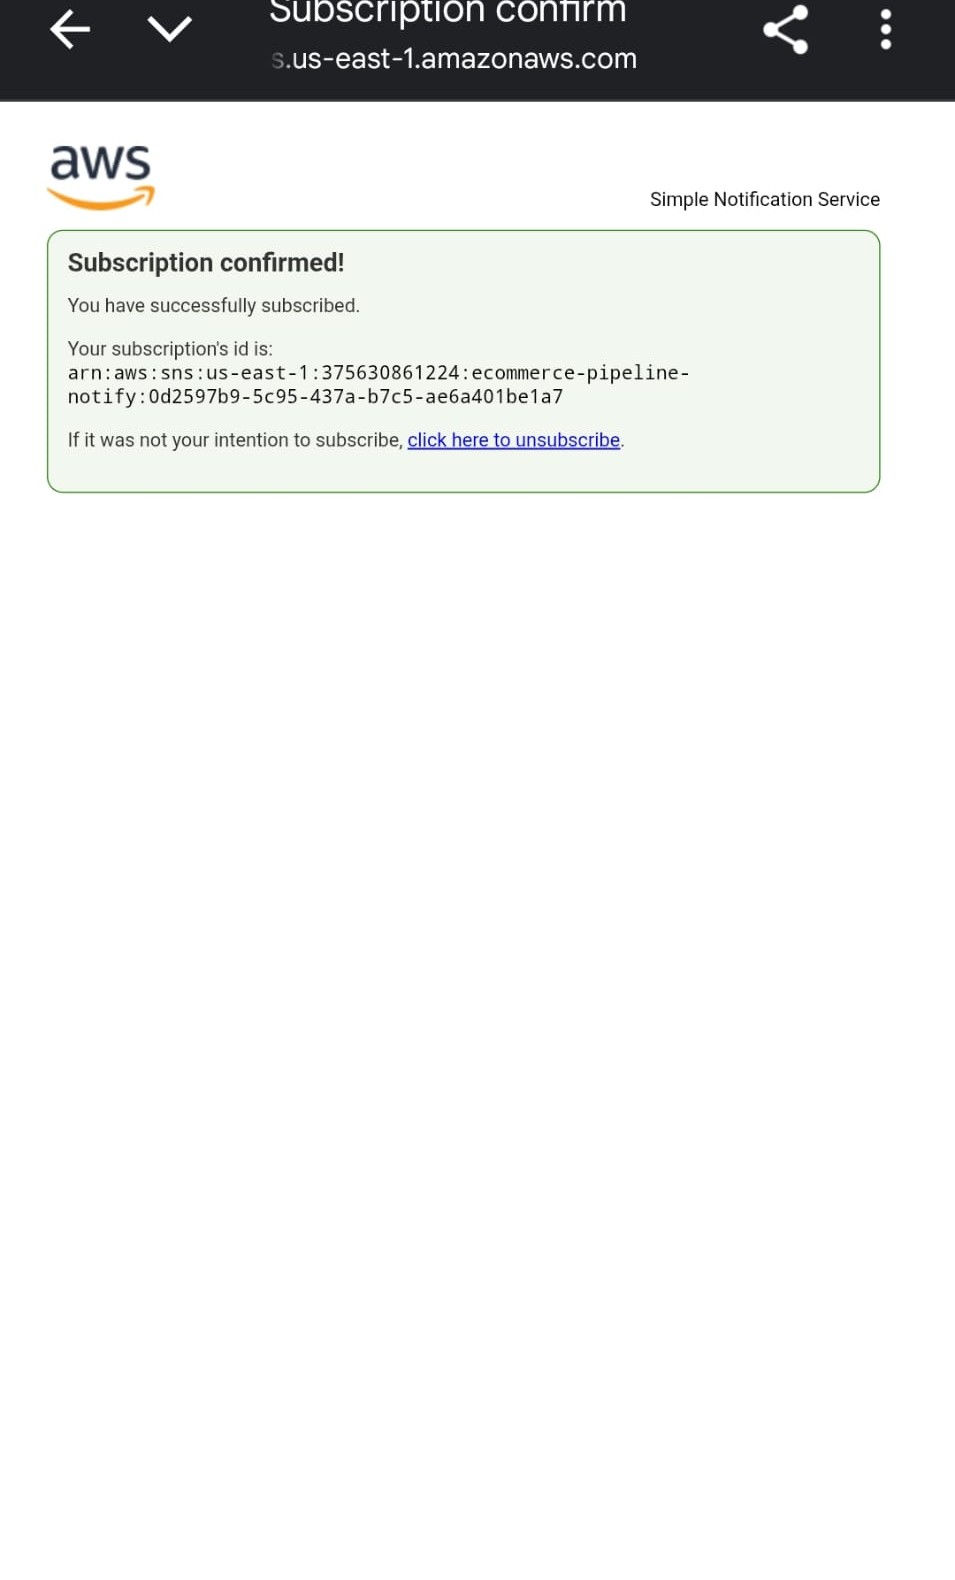 Subscription confirm
s.us-east-1.amazonaws.com
aws
Simple Notification Service
Subscription confirmed!
You have successfully subscribed.
Your subscription's id is:
arn:aws:sns:us-east-1:375630861224:ecommerce-pipeline-
notify:0d2597b9-5c95-437a-b7c5-ae6a401be1a7
If it was not your intention to subscribe, click here to unsubscribe.